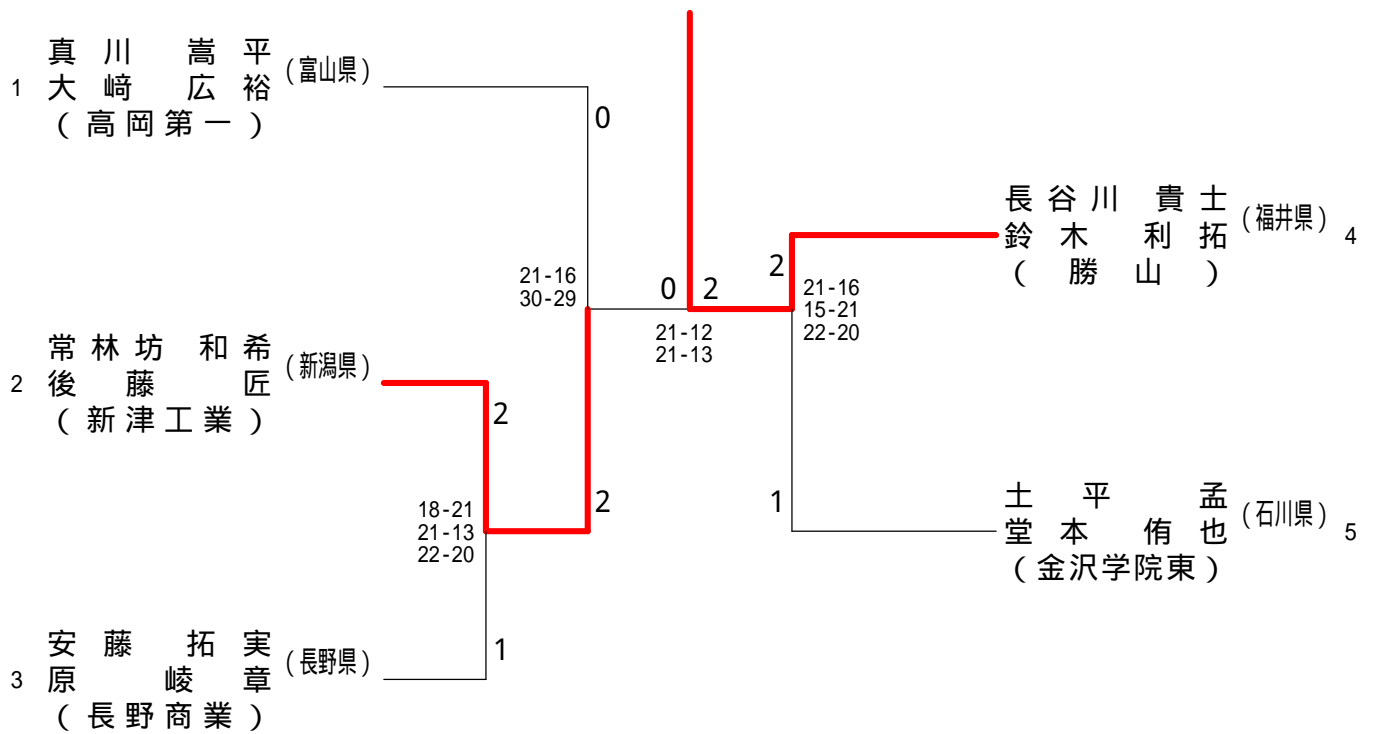 1
真川 嵩平
大﨑 広裕
(高岡第一)
(富山県)
0
21-16
30-29
2
常林坊 和希
後藤 匠
(新津工業)
(新潟県)
2
18-21
21-13
22-20
2
3
安藤 拓実
原 崚章
(長野商業)
(長野県)
1
0 2
21-12
21-13
2
21-16
15-21
22-20
長谷川 貴士
鈴木 利拓
(勝山)
(福井県)
4
1
土平 孟
堂本 侑也
(金沢学院東)
(石川県)
5